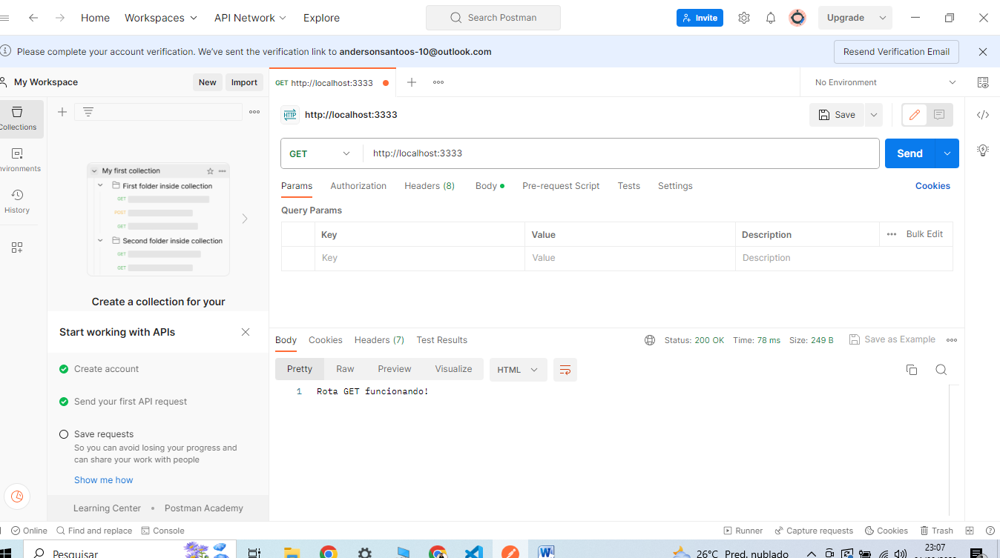 Home Workspaces API Network Explore Search Postman Invite Upgrade
Please complete your account verification. We've sent the verification link to andersonsantoos-10@outlook.com Resend Verification Email
My Workspace New Import GET http://localhost:3333 No Environment
Collections
HTTP http://localhost:3333 Save
GET http://localhost:3333 Send
nvironments
History
My first collection
First folder inside collection
GET
POST
GET
Second folder inside collection
GET
GET
Create a collection for your
Params Authorization Headers (8) Body Pre-request Script Tests Settings Cookies
Query Params
Key Value Description Bulk Edit
Key Value Description
Start working with APIs
Create account
Send your first API request
Save requests
So you can avoid losing your progress and
can share your work with people
Show me how
Learning Center • Postman Academy
Body Cookies Headers (7) Test Results Status: 200 OK Time: 78 ms Size: 249 B Save as Example
Pretty Raw Preview Visualize HTML
1 Rota GET funcionando!
Online Find and replace Console Runner Capture requests Cookies Trash
Pesquisar 26°C Pred. nublado 23:07